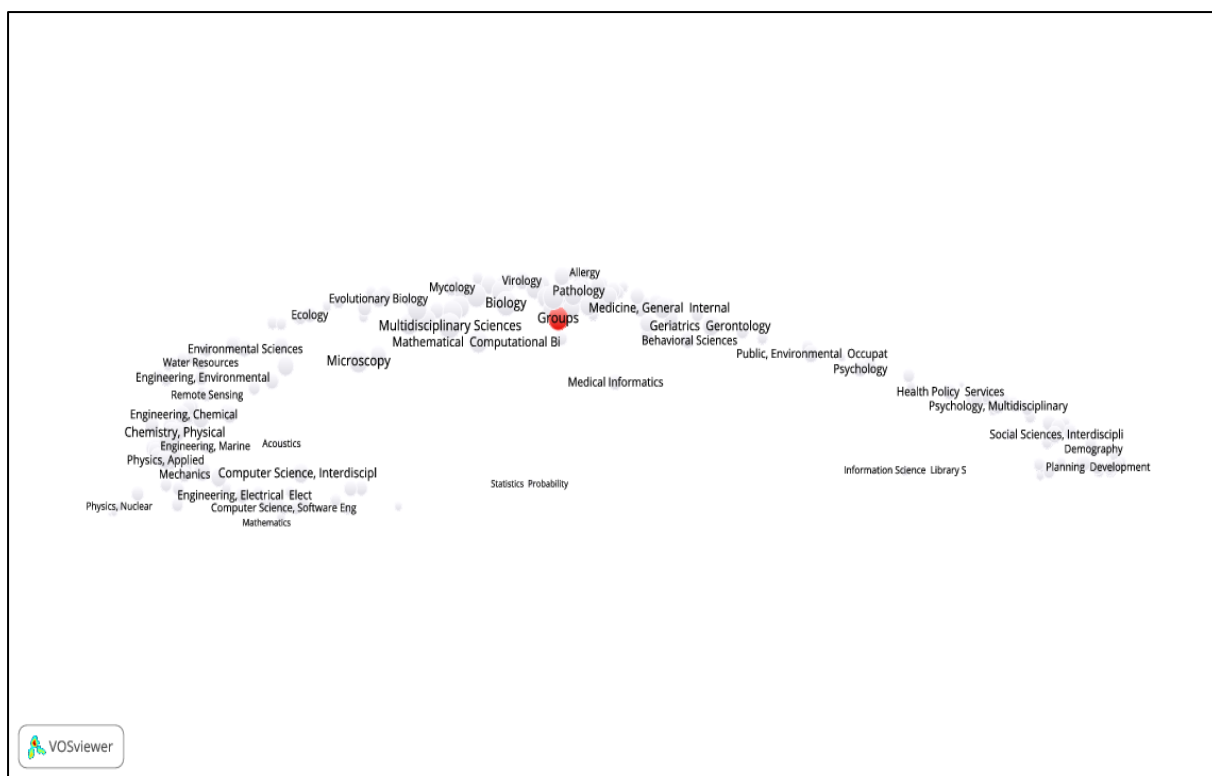 Allergy
Virology
Mycology
Pathology
Evolutionary Biology
Biology
Medicine, General  Internal
Ecology
Groups
Multidisciplinary Sciences
Geriatrics  Gerontology
Mathematical  Computational Bi
Behavioral Sciences
Environmental Sciences
Public, Environmental  Occupat
Water Resources
Microscopy
Psychology
Engineering, Environmental
Medical Informatics
Remote Sensing
Health Policy  Services
Psychology, Multidisciplinary
Engineering, Chemical
Chemistry, Physical
Social Sciences, Interdiscipli
Engineering, Marine
Acoustics
Demography
Physics, Applied
Planning  Development
Mechanics
Computer Science, Interdiscipl
Information Science  Library S
Statistics  Probability
Engineering, Electrical  Elect
Physics, Nuclear
Computer Science, Software Eng
Mathematics
VOSviewer